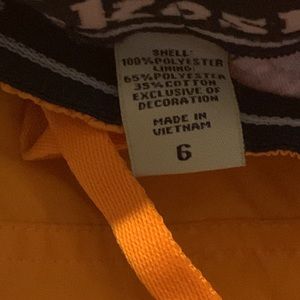 SHELL:
100%POLYESTER
LINING:
65%POLYESTER
35%COTTON
EXCLUSIVE OF
DECORATION
MADE IN
VIETNAM
6